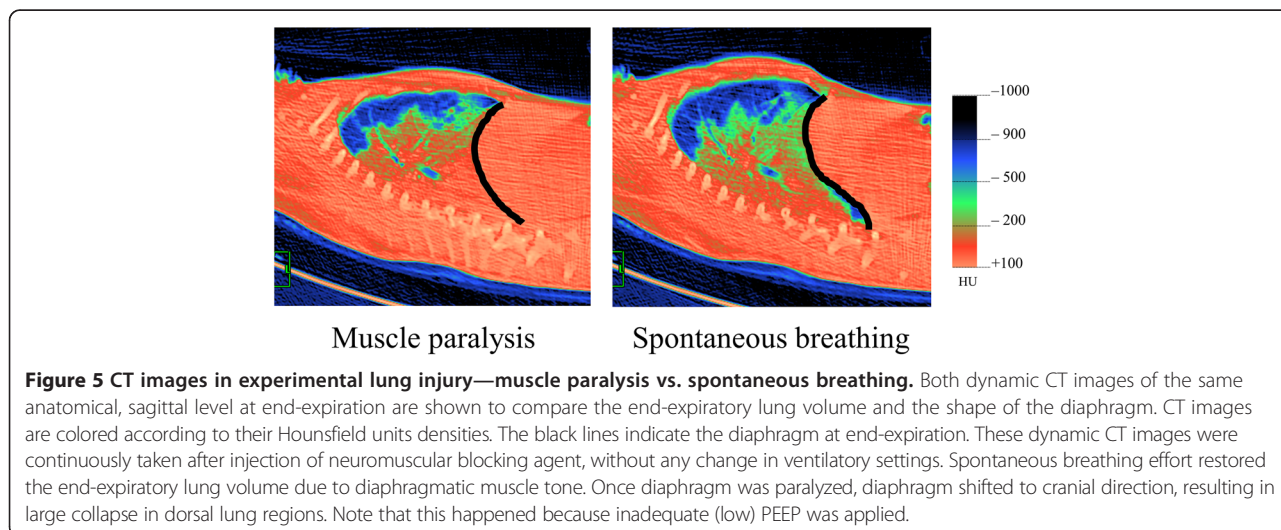 −1000
− 900
− 500
− 200
+100
HU
Muscle paralysis
Spontaneous breathing
Figure 5 CT images in experimental lung injury—muscle paralysis vs. spontaneous breathing. Both dynamic CT images of the same
anatomical, sagittal level at end-expiration are shown to compare the end-expiratory lung volume and the shape of the diaphragm. CT images
are colored according to their Hounsfield units densities. The black lines indicate the diaphragm at end-expiration. These dynamic CT images were
continuously taken after injection of neuromuscular blocking agent, without any change in ventilatory settings. Spontaneous breathing effort restored
the end-expiratory lung volume due to diaphragmatic muscle tone. Once diaphragm was paralyzed, diaphragm shifted to cranial direction, resulting in
large collapse in dorsal lung regions. Note that this happened because inadequate (low) PEEP was applied.